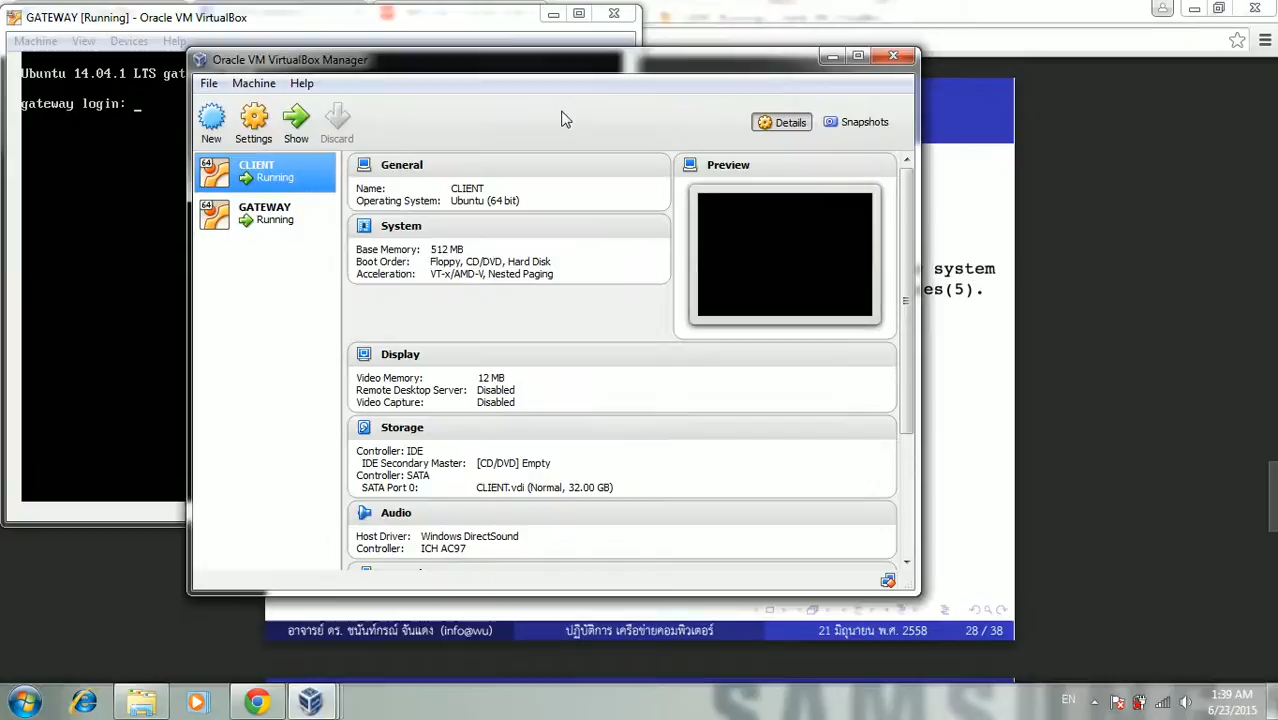 GATEWAY [Running] - Oracle VM VirtualBox
Machine View Devices Help
Ubuntu 14.04.1 LTS gat
gateway login: _
Oracle VM VirtualBox Manager
File Machine Help
New Settings Show Discard
Details Snapshots
64 CLIENT
Running
64 GATEWAY
Running
General
Name: CLIENT
Operating System: Ubuntu (64 bit)
System
Base Memory: 512 MB
Boot Order: Floppy, CD/DVD, Hard Disk
Acceleration: VT-x/AMD-V, Nested Paging
Preview
Display
Video Memory: 12 MB
Remote Desktop Server: Disabled
Video Capture: Disabled
Storage
Controller: IDE
IDE Secondary Master: [CD/DVD] Empty
Controller: SATA
SATA Port 0: CLIENT.vdi (Normal, 32.00 GB)
Audio
Host Driver: Windows DirectSound
Controller: ICH AC97
system
es(5).
อาจารย์ ดร. ชนันท์กรณ์ จันแดง (info@wu) ปฏิบัติการ เครือข่ายคอมพิวเตอร์ 21 มิถุนายน พ.ศ. 2558 28 / 38
SAMSUNG
EN
1:39 AM
6/23/2015